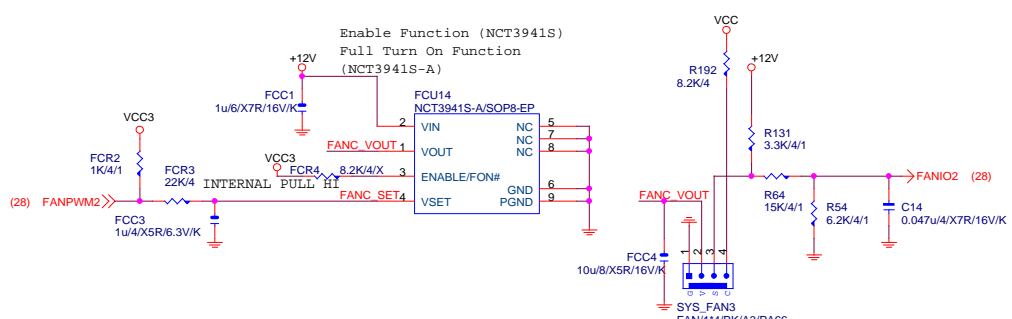 Enable Function (NCT3941S)
Full Turn On Function
(NCT3941S-A)
+12V
FCC1
1u/6/X7R/16V/K
FCU14
NCT3941S-A/SOP8-EP
2 VIN
1 VOUT
3 ENABLE/FON#
4 VSET
NC 5
NC 7
NC 8
GND 6
PGND 9
FANC_VOUT
VCC3
FCR4 8.2K/4/X
INTERNAL PULL HI
FANC_SET
VCC3
FCR2
1K/4/1
FCR3
22K/4
(28) FANPWM2
FCC3
1u/4/X5R/6.3V/K
VCC
R192
8.2K/4
+12V
R131
3.3K/4/1
FANIO2 (28)
R64
15K/4/1
R54
6.2K/4/1
C14
0.047u/4/X7R/16V/K
FANC_VOUT
FCC4
10u/8/X5R/16V/K
1 2 3 4
G V S C
SYS_FAN3